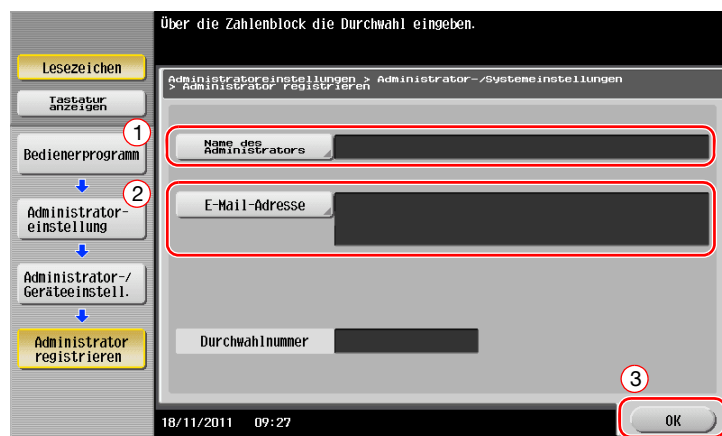 Über die Zahlenblock die Durchwahl eingeben.
Lesezeichen
Tastatur
anzeigen
1
Bedienerprogramm
2
Administrator-
einstellung
Administrator-/
Geräteeinstell.
Administrator
registrieren
Administratoreinstellungen > Administrator-/Systemeinstellungen
> Administrator registrieren
Name des
Administrators
E-Mail-Adresse
Durchwahlnummer
3
18/11/2011 09:27
OK